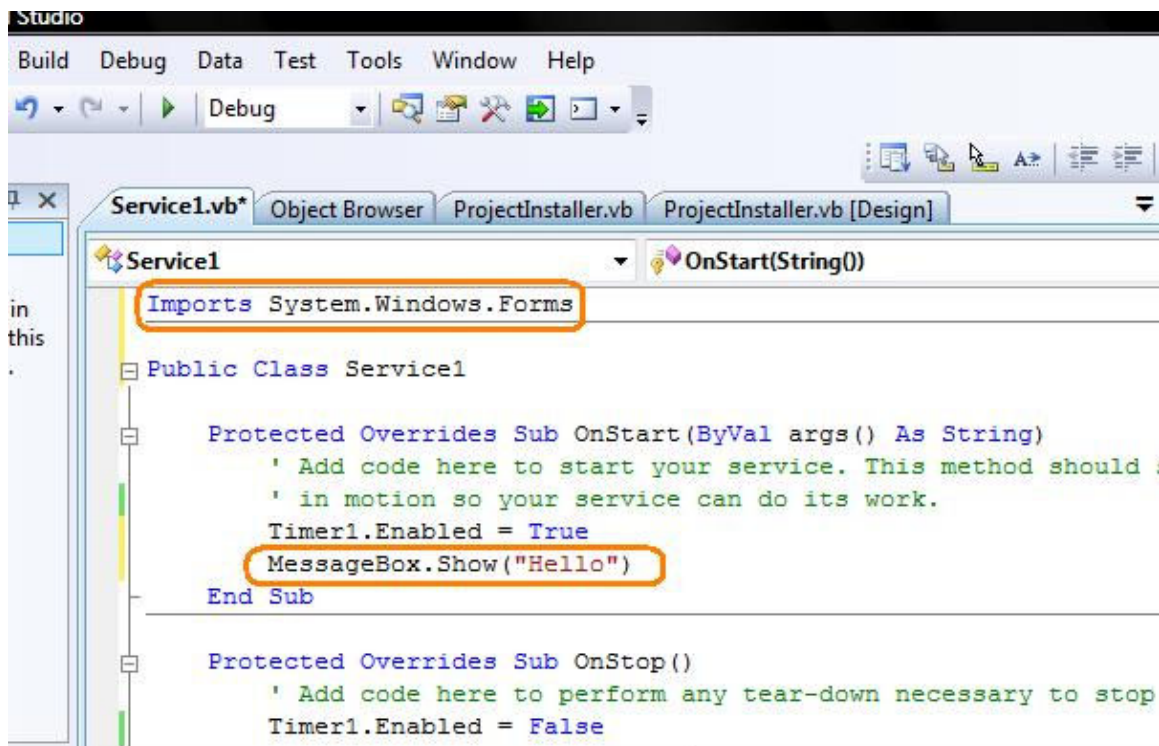 Studio
Build Debug Data Test Tools Window Help
Debug
Service1.vb* Object Browser ProjectInstaller.vb ProjectInstaller.vb [Design]
Service1 OnStart(String())
in
this
.
Imports System.Windows.Forms
Public Class Service1
Protected Overrides Sub OnStart(ByVal args() As String)
' Add code here to start your service. This method should
' in motion so your service can do its work.
Timer1.Enabled = True
MessageBox.Show("Hello")
End Sub
Protected Overrides Sub OnStop()
' Add code here to perform any tear-down necessary to stop
Timer1.Enabled = False